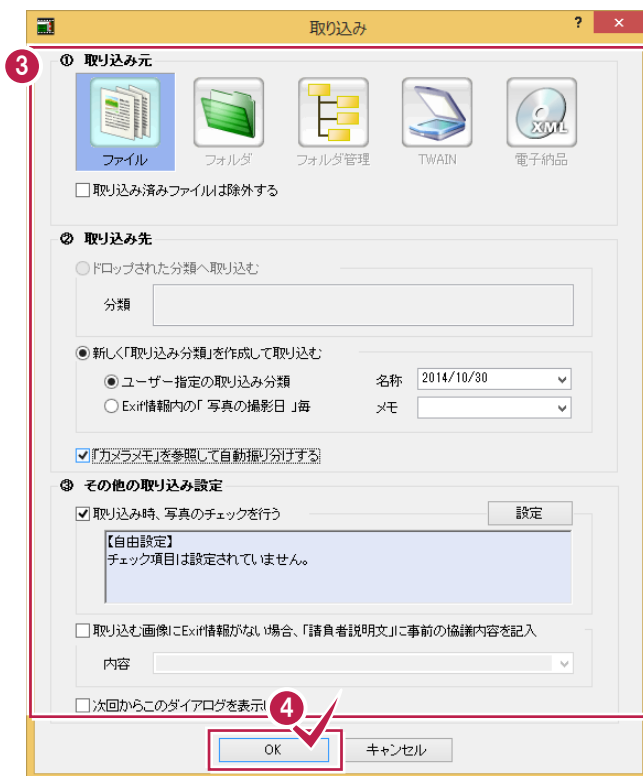 取り込み
?
×
3
① 取り込み元
ファイル
フォルダ
フォルダ管理
TWAIN
XML
電子納品
取り込み済みファイルは除外する
② 取り込み先
ドロップされた分類へ取り込む
分類
新しく「取り込み分類」を作成して取り込む
ユーザー指定の取り込み分類
名称
2014/10/30
Exif情報内の「写真の撮影日」毎
メモ
「カメラメモ」を参照して自動振り分けする
③ その他の取り込み設定
取り込み時、写真のチェックを行う
設定
【自由設定】
チェック項目は設定されていません。
取り込む画像にExif情報がない場合、「請負者説明文」に事前の協議内容を記入
内容
次回からこのダイアログを表示
4
OK
キャンセル